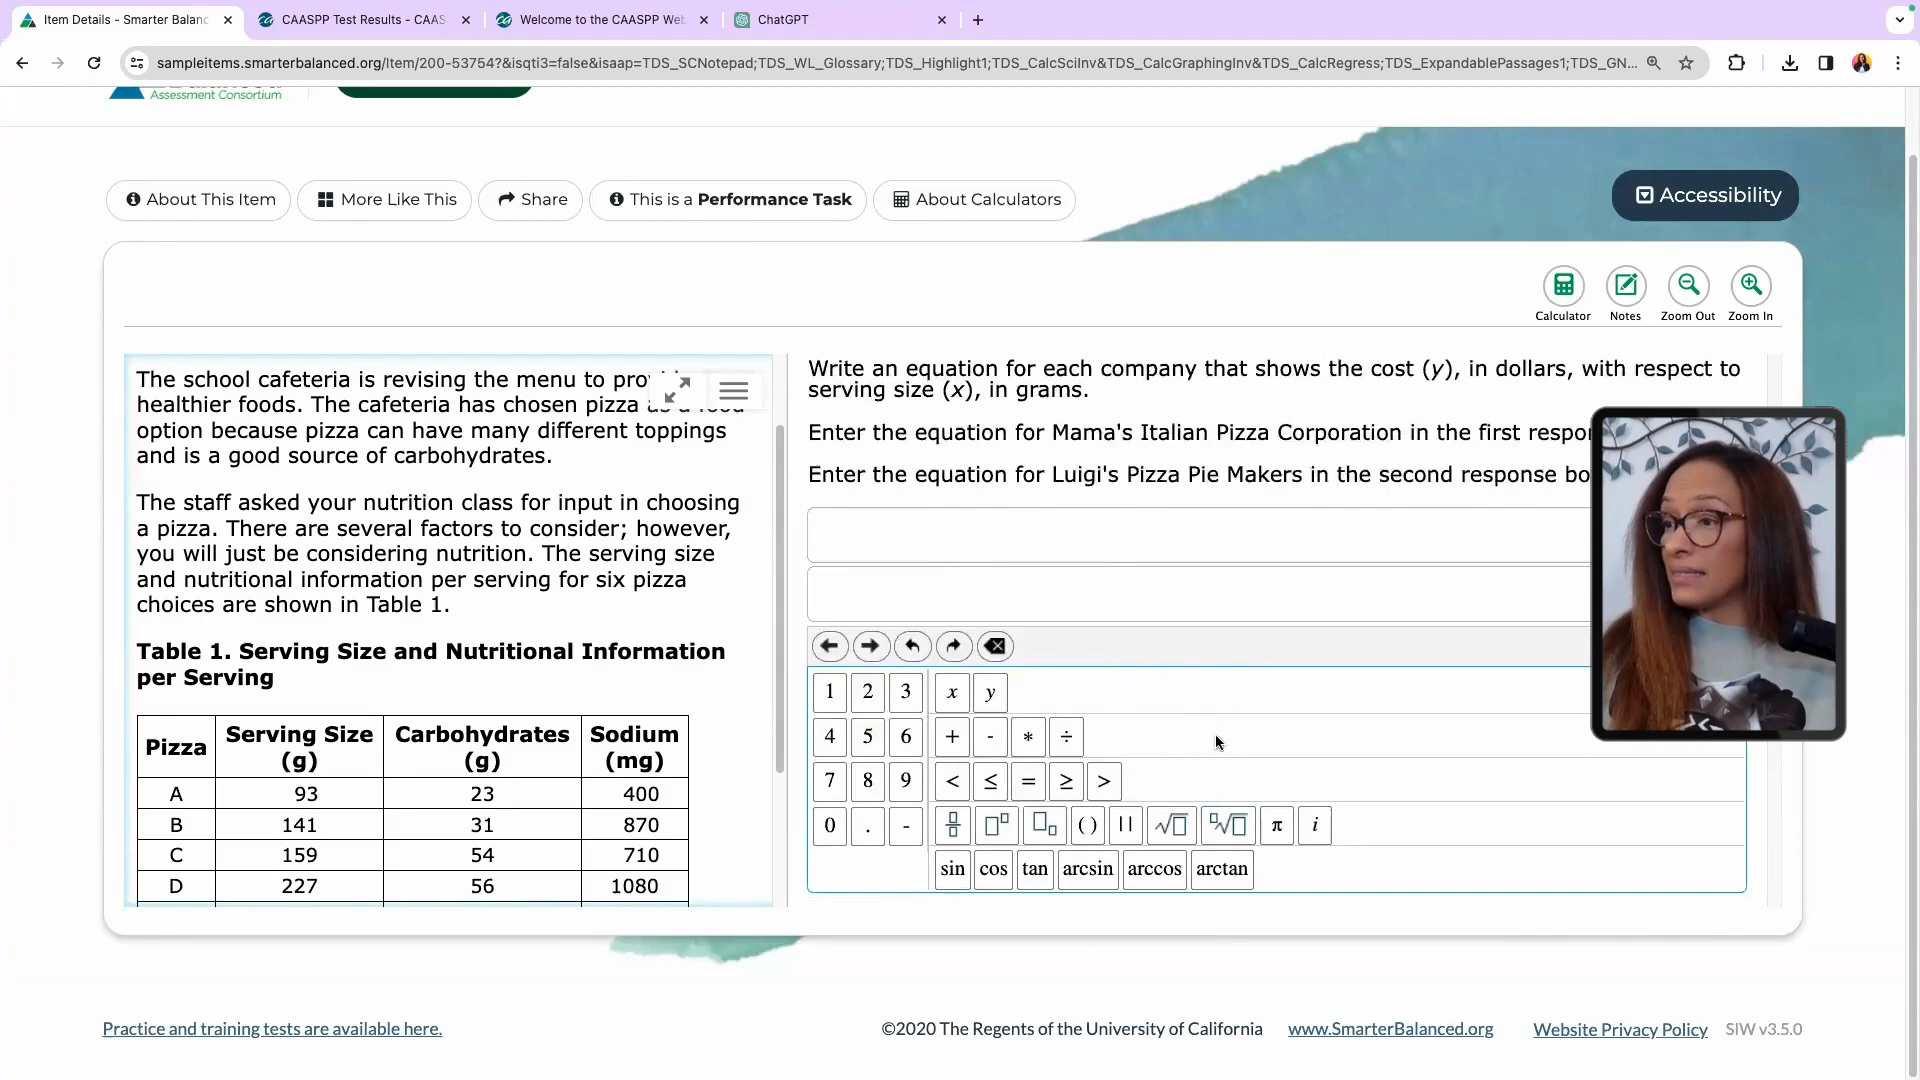 Item Details - Smarter Balanc
CAASPP Test Results - CAAS
Welcome to the CAASPP Web
ChatGPT
sampleitems.smarterbalanced.org/Item/200-53754?&isqti3=false&isaap=TDS_SCNotepad;TDS_WL_Glossary;TDS_Highlight1;TDS_CalcSciInv&TDS_CalcGraphingInv&TDS_CalcRegress;TDS_ExpandablePassages1;TDS_GN...
Assessment Consortium
About This Item
More Like This
Share
This is a Performance Task
About Calculators
Accessibility
Calculator
Notes
Zoom Out
Zoom In
The school cafeteria is revising the menu to
healthier foods. The cafeteria has chosen pizza as a food
option because pizza can have many different toppings
and is a good source of carbohydrates.
The staff asked your nutrition class for input in choosing
a pizza. There are several factors to consider; however,
you will just be considering nutrition. The serving size
and nutritional information per serving for six pizza
choices are shown in Table 1.
Table 1. Serving Size and Nutritional Information
per Serving
Pizza Serving Size (g) Carbohydrates (g) Sodium (mg)
A 93 23 400
B 141 31 870
C 159 54 710
D 227 56 1080
Write an equation for each company that shows the cost (y), in dollars, with respect to
serving size (x), in grams.
Enter the equation for Mama's Italian Pizza Corporation in the first respo
Enter the equation for Luigi's Pizza Pie Makers in the second response bo
1 2 3 x y
4 5 6 + - * ÷
7 8 9 < ≤ = ≥ >
0 . - ( ) | | √ √ π i
sin cos tan arcsin arccos arctan
Practice and training tests are available here.
©2020 The Regents of the University of California
www.SmarterBalanced.org
Website Privacy Policy
SIW v3.5.0